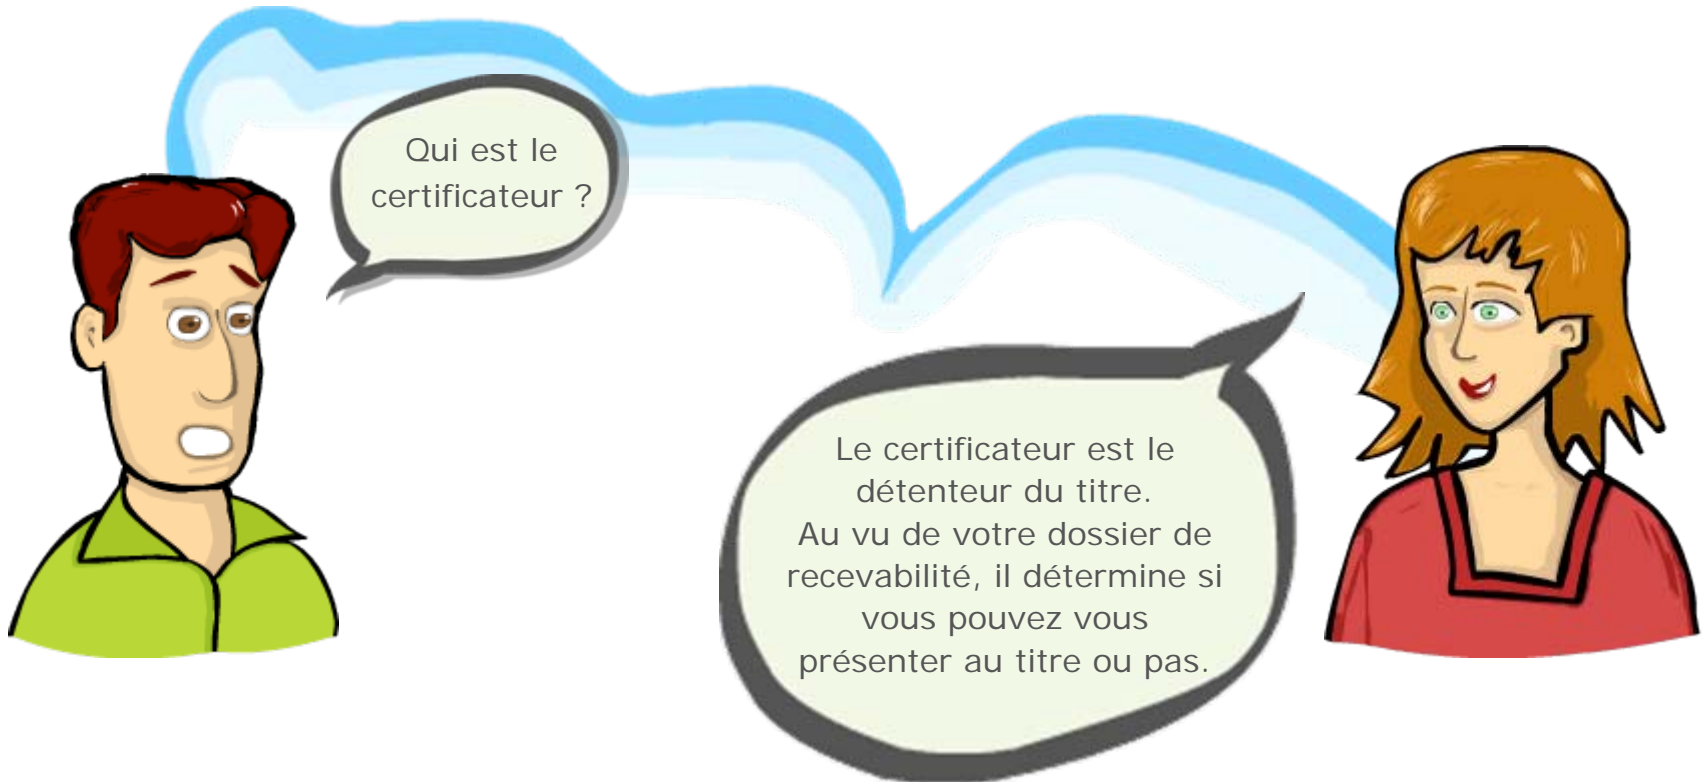 Qui est le
certificateur ?
Le certificateur est le
détenteur du titre.
Au vu de votre dossier de
recevabilité, il détermine si
vous pouvez vous
présenter au titre ou pas.